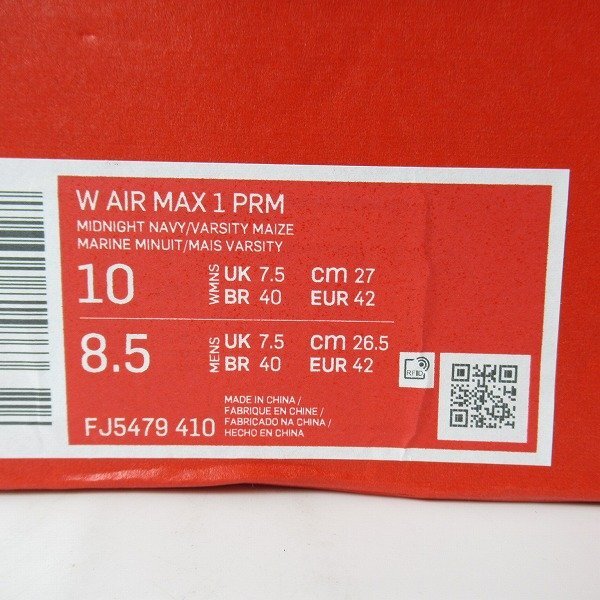 W AIR MAX 1 PRM
MIDNIGHT NAVY/VARSITY MAIZE
MARINE MINUIT/MAIS VARSITY
10 WMNS UK 7.5 cm 27
BR 40 EUR 42
8.5 MENS UK 7.5 cm 26.5
BR 40 EUR 42
RFID
MADE IN CHINA /
FABRIQUE EN CHINE /
FABRICADO NA CHINA /
HECHO EN CHINA
FJ5479 410